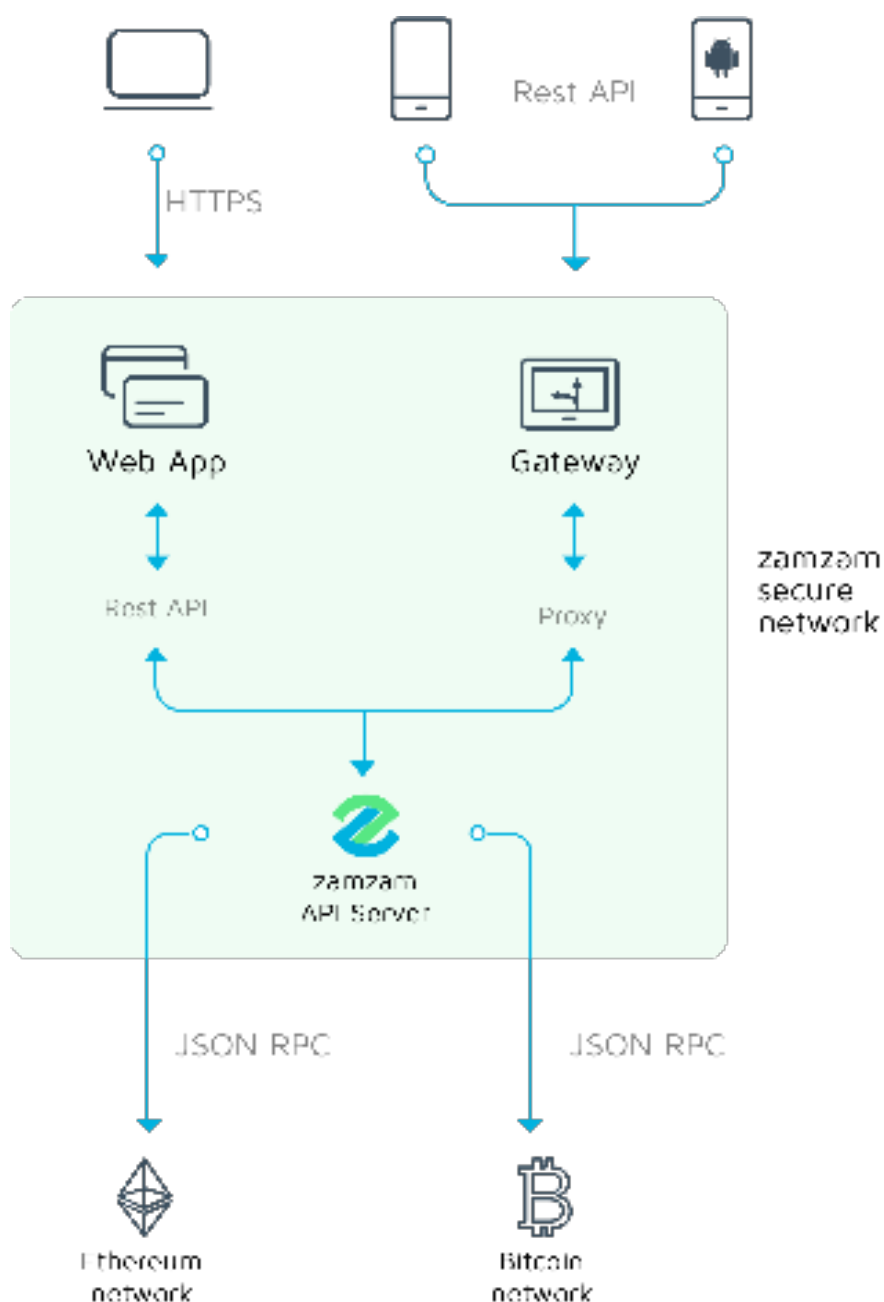 Rest API
HTTPS
Web App
Gateway
zamzam
secure
network
Rest API
Proxy
zamzam
API Server
JSON RPC
JSON RPC
Ethereum
network
Bitcoin
network